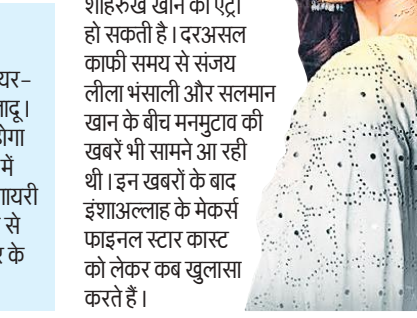 शाहरुख खान की एंट्री
हो सकती है। दरअसल
काफी समय से संजय
लीला भंसाली और सलमान
खान के बीच मनमुटाव की
खबरें भी सामने आ रही
थी। इन खबरों के बाद
इंशाअल्लाह के मेकर्स
फाइनल स्टार कास्ट
को लेकर कब खुलासा
करते हैं।
में
से
के